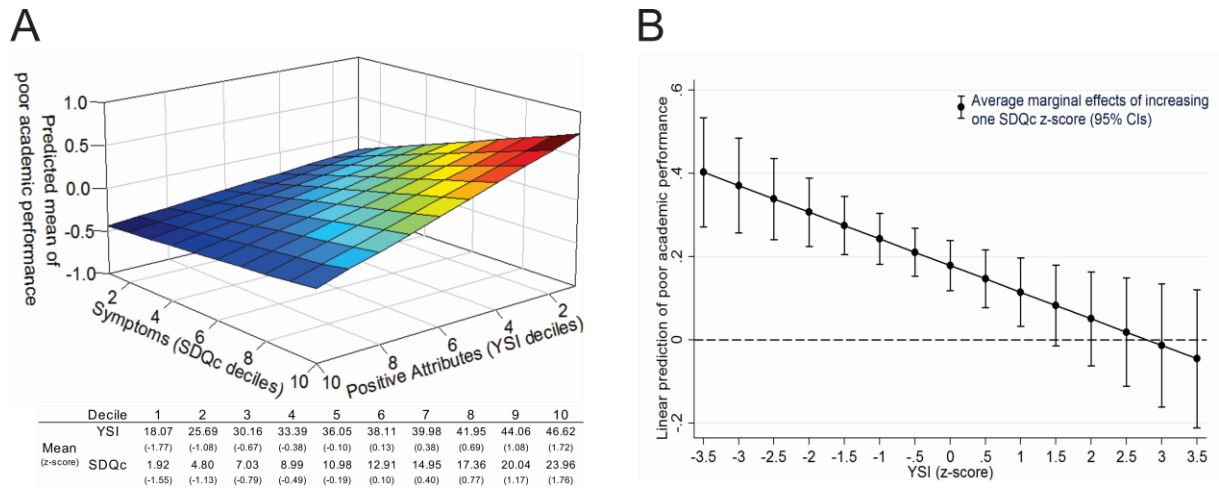 A
Predicted mean of
poor academic performance
1.0
0.5
0.0
-0.5
-1.0
2
4
6
8
10
Symptoms (SDQc deciles)
10
8
6
4
2
Positive Attributes (YSI deciles)
Decile 1 2 3 4 5 6 7 8 9 10
YSI 18.07 25.69 30.16 33.39 36.05 38.11 39.98 41.95 44.06 46.62
(-1.77) (-1.08) (-0.67) (-0.38) (-0.10) (0.13) (0.38) (0.69) (1.08) (1.72)
Mean
(z-score)
SDQc 1.92 4.80 7.03 8.99 10.98 12.91 14.95 17.36 20.04 23.96
(-1.55) (-1.13) (-0.79) (-0.49) (-0.19) (0.10) (0.40) (0.77) (1.17) (1.76)
B
Linear prediction of poor academic performance
.6
.4
.2
0
-.2
Average marginal effects of increasing
one SDQc z-score (95% CIs)
-3.5 -3 -2.5 -2 -1.5 -1 -.5 0 .5 1 1.5 2 2.5 3 3.5
YSI (z-score)